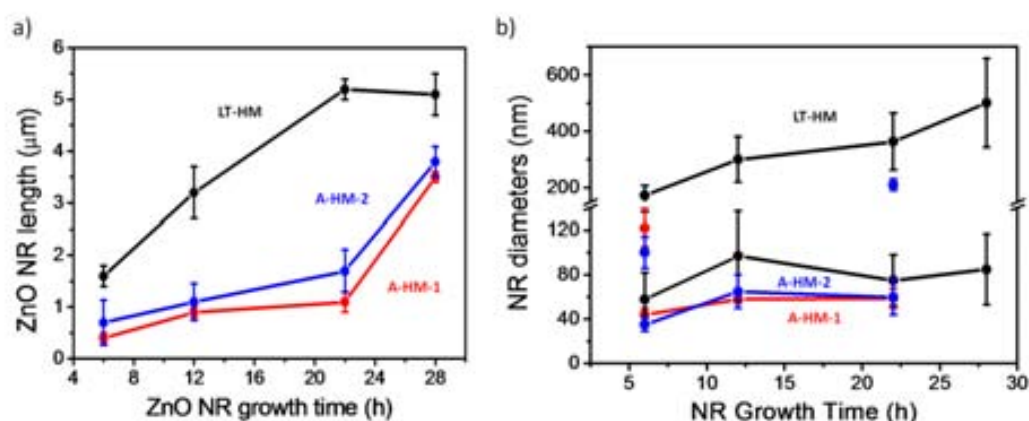 a)
6
5
4
3
2
1
0
ZnO NR length (μm)
LT-HM
A-HM-2
A-HM-1
4 8 12 16 20 24 28
ZnO NR growth time (h)
b)
600
400
200
120
80
40
0
NR diameters (nm)
LT-HM
A-HM-2
A-HM-1
5 10 15 20 25 30
NR Growth Time (h)